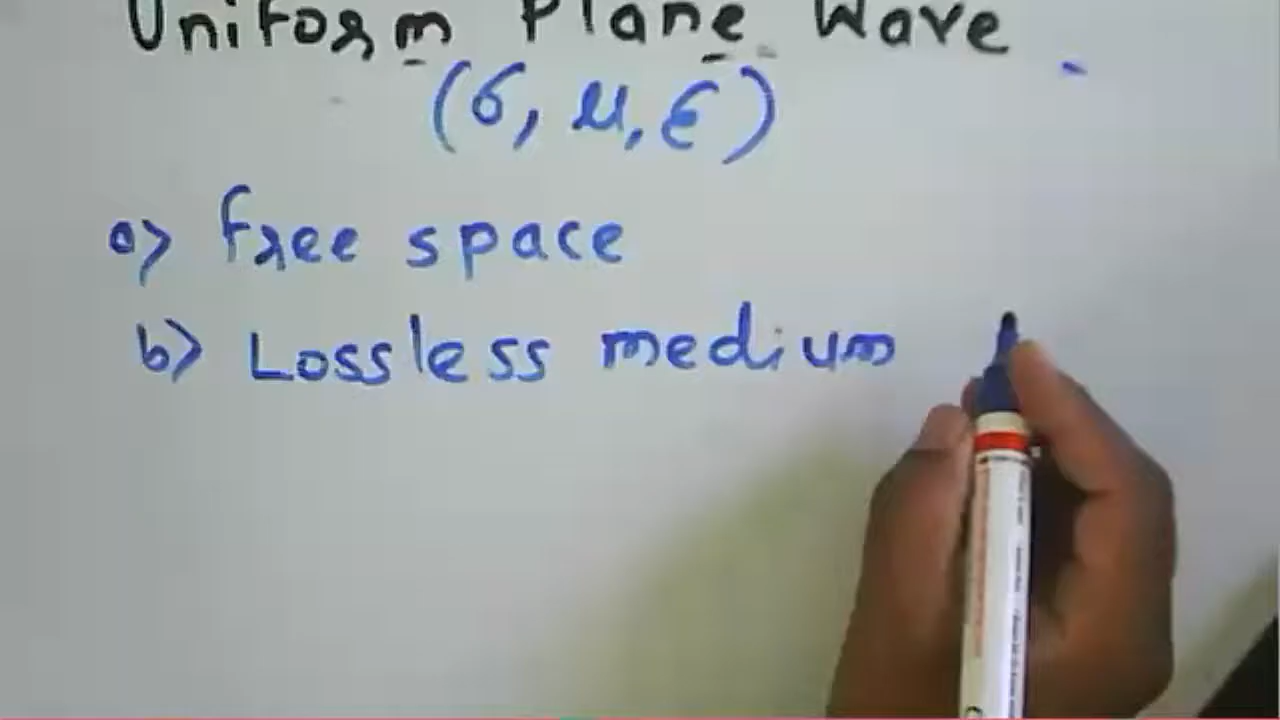 Uniform Plane Wave
(σ, μ, ε)
a) free space
b) Lossless medium